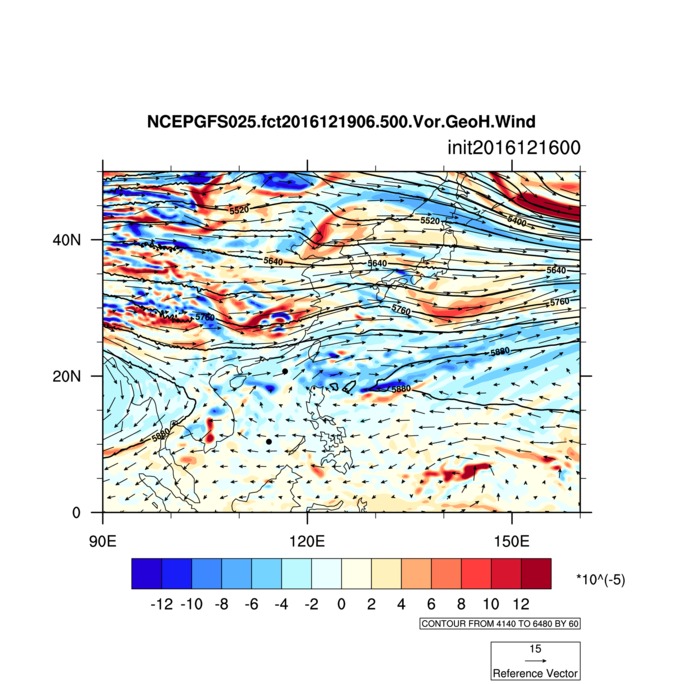 NCEPGFS025.fct2016121906.500.Vor.GeoH.Wind
init2016121600
5520
5520
5400
40N
5640
5640
5640
5760
5760
5760
5880
20N
5880
5880
0
90E 120E 150E
-12 -10 -8 -6 -4 -2 0 2 4 6 8 10 12
*10^(-5)
CONTOUR FROM 4140 TO 6480 BY 60
15
Reference Vector